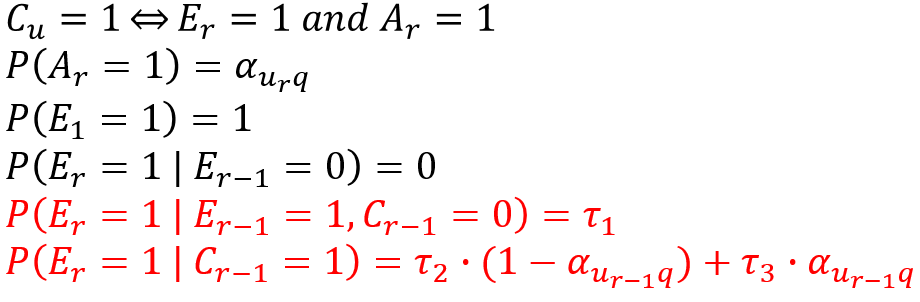 C_u = 1 ⇔ E_r = 1 and A_r = 1
P(A_r = 1) = α_{u_r q}
P(E_1 = 1) = 1
P(E_r = 1 | E_{r−1} = 0) = 0
P(E_r = 1 | E_{r−1} = 1, C_{r−1} = 0) = τ_1
P(E_r = 1 | C_{r−1} = 1) = τ_2 · (1 − α_{u_{r−1} q}) + τ_3 · α_{u_{r−1} q}